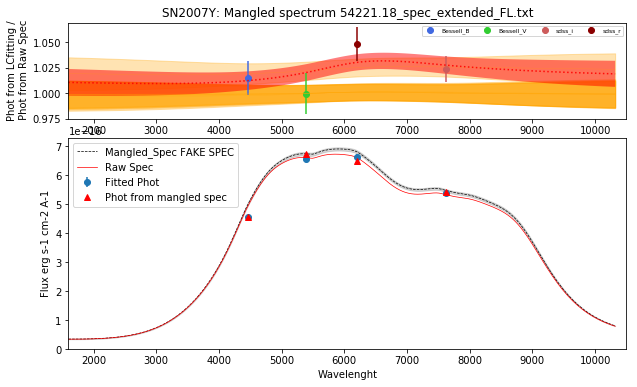 SN2007Y: Mangled spectrum 54221.18_spec_extended_FL.txt
Phot from LCfitting /
Phot from Raw Spec
1.050
1.025
1.000
0.975
Bessell_B
Bessell_V
sdss_i
sdss_r
2000 3000 4000 5000 6000 7000 8000 9000 10000
1e−16
Flux erg s-1 cm-2 A-1
7
6
5
4
3
2
1
0
Mangled_Spec FAKE SPEC
Raw Spec
Fitted Phot
Phot from mangled spec
2000 3000 4000 5000 6000 7000 8000 9000 10000
Wavelenght